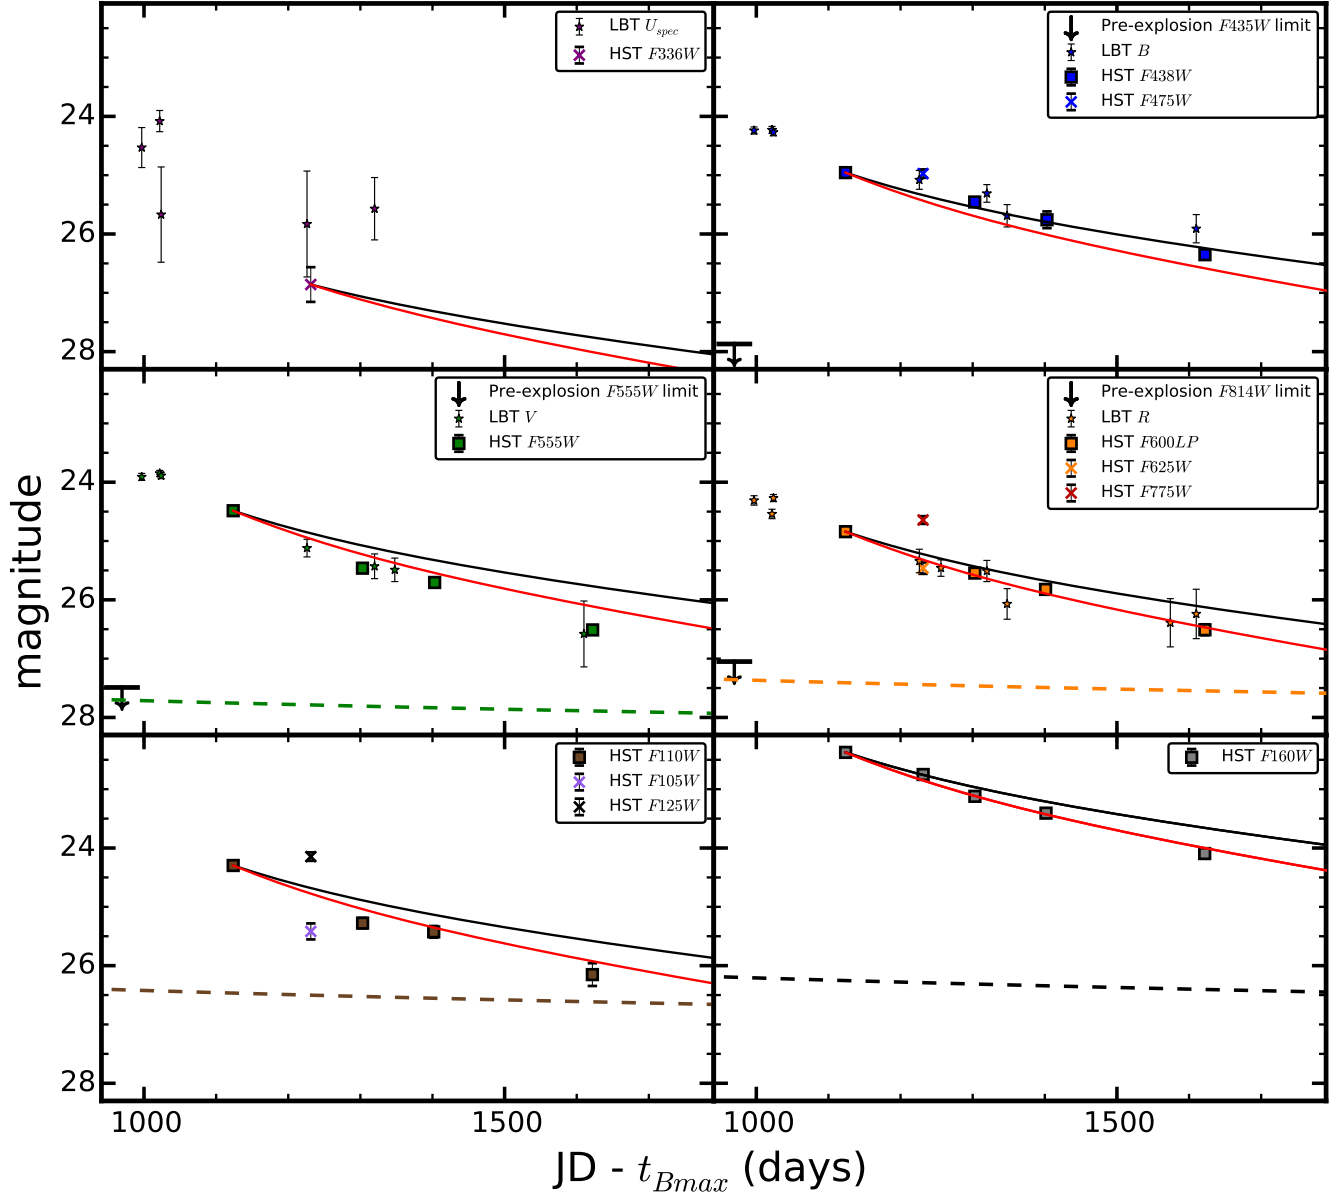 LBT U_spec
HST F336W
24
26
28
Pre-explosion F435W limit
LBT B
HST F438W
HST F475W
Pre-explosion F555W limit
LBT V
HST F555W
24
26
28
Pre-explosion F814W limit
LBT R
HST F600LP
HST F625W
HST F775W
magnitude
HST F110W
HST F105W
HST F125W
24
26
28
HST F160W
1000 1500 1000 1500
JD - t_Bmax (days)